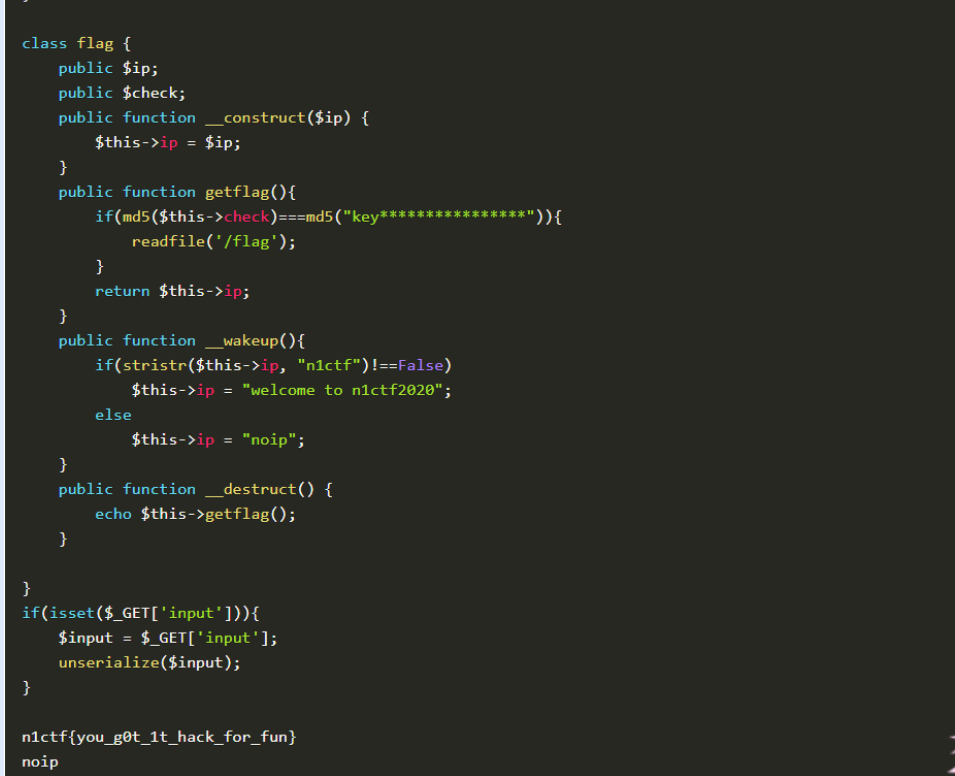 class flag {
    public $ip;
    public $check;
    public function __construct($ip) {
        $this->ip = $ip;
    }
    public function getflag(){
        if(md5($this->check)===md5("key****************")){
            readfile('/flag');
        }
        return $this->ip;
    }
    public function __wakeup(){
        if(stristr($this->ip, "n1ctf")!==False)
            $this->ip = "welcome to n1ctf2020";
        else
            $this->ip = "noip";
    }
    public function __destruct() {
        echo $this->getflag();
    }
}
if(isset($_GET['input'])){
    $input = $_GET['input'];
    unserialize($input);
}
n1ctf{you_g0t_1t_hack_for_fun}
noip